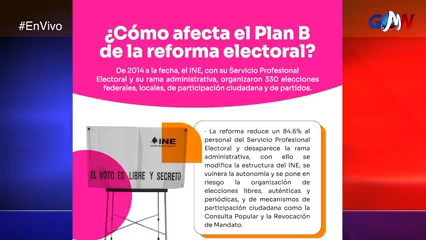 #EnVivo
¿Cómo afecta el Plan B
de la reforma electoral?
De 2014 a la fecha, el INE, con su Servicio Profesional
Electoral y su rama administrativa, organizaron 330 elecciones
federales, locales, de participación ciudadana y de partidos.
INE
EL VOTO ES LIBRE Y SECRETO
· La reforma reduce un 84.6% al
personal del Servicio Profesional
Electoral y desaparece la rama
administrativa, con ello se
modifica la estructura del INE, se
vulnera la autonomía y se pone en
riesgo la organización de
elecciones libres, auténticas y
periódicas, y de mecanismos de
participación ciudadana como la
Consulta Popular y la Revocación
de Mandato.